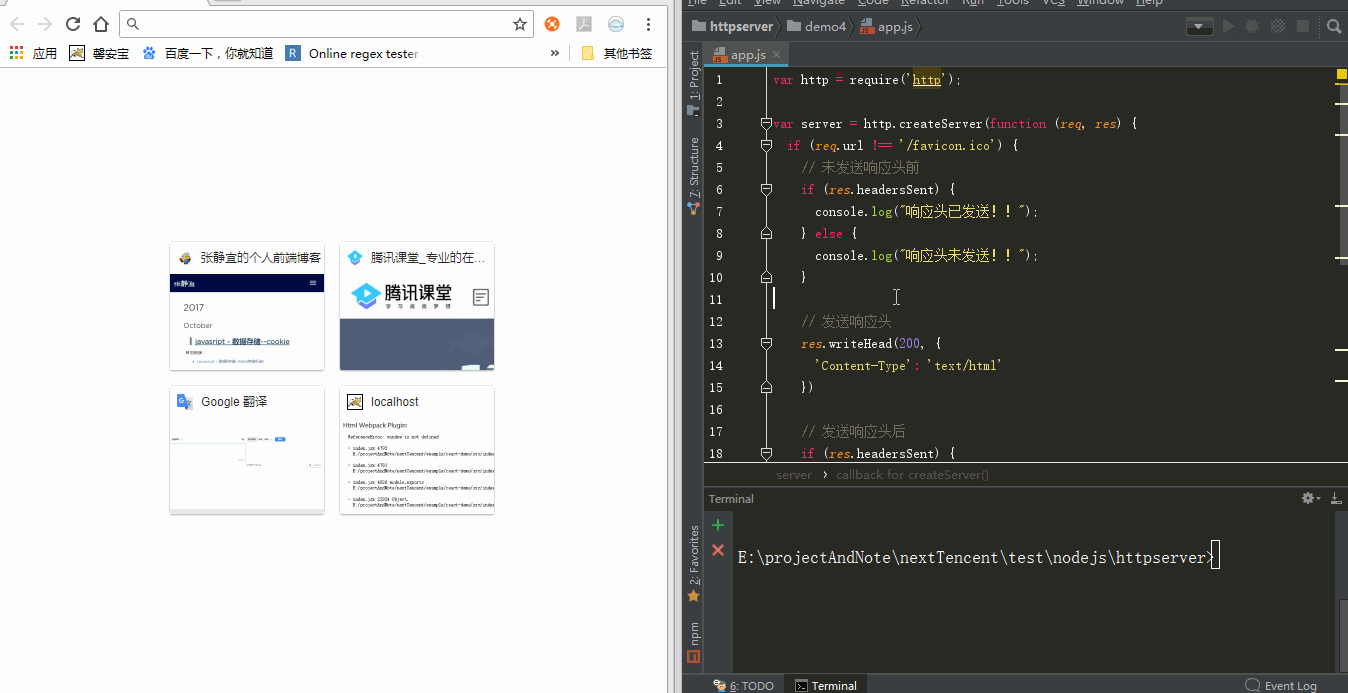 应用 馨安宝 百度一下，你就知道 R Online regex tester » 其他书签
张静宜的个人前端博客
张静宜
2017
October
javasript - 数据存储--cookie
腾讯课堂_专业的在...
腾讯课堂
学 习 成 就 梦 想
Google 翻译
localhost
Html Webpack Plugin:
ReferenceError: window is not defined
File Edit View Navigate Code Refactor Run Tools VCS Window Help
httpserver demo4 app.js
app.js ×
1: Project
7: Structure
2: Favorites
npm
1 var http = require('http');
2
3 var server = http.createServer(function (req, res) {
4 if (req.url !== '/favicon.ico') {
5 // 未发送响应头前
6 if (res.headersSent) {
7 console.log("响应头已发送！！");
8 } else {
9 console.log("响应头未发送！！");
10 }
11
12 // 发送响应头
13 res.writeHead(200, {
14 'Content-Type': 'text/html'
15 })
16
17 // 发送响应头后
18 if (res.headersSent) {
server › callback for createServer()
Terminal
E:\projectAndNote\nextTencent\test\nodejs\httpserver>
6: TODO Terminal Event Log